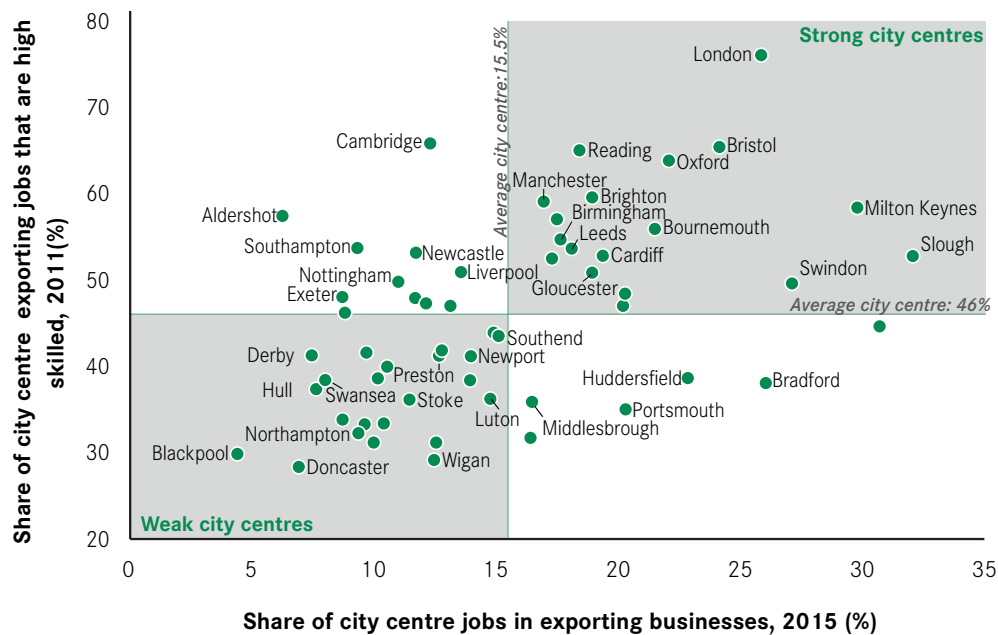 Share of city centre exporting jobs that are high
skilled, 2011(%)
80
70
60
50
40
30
20
Strong city centres
Average city centre:15.5%
London
Cambridge
Reading
Bristol
Oxford
Manchester
Brighton
Aldershot
Birmingham
Milton Keynes
Bournemouth
Leeds
Southampton
Newcastle
Cardiff
Slough
Nottingham
Liverpool
Swindon
Exeter
Gloucester
Average city centre: 46%
Southend
Derby
Newport
Preston
Huddersfield
Bradford
Hull
Swansea
Stoke
Luton
Portsmouth
Middlesbrough
Northampton
Blackpool
Wigan
Doncaster
Weak city centres
0
5
10
15
20
25
30
35
Share of city centre jobs in exporting businesses, 2015 (%)